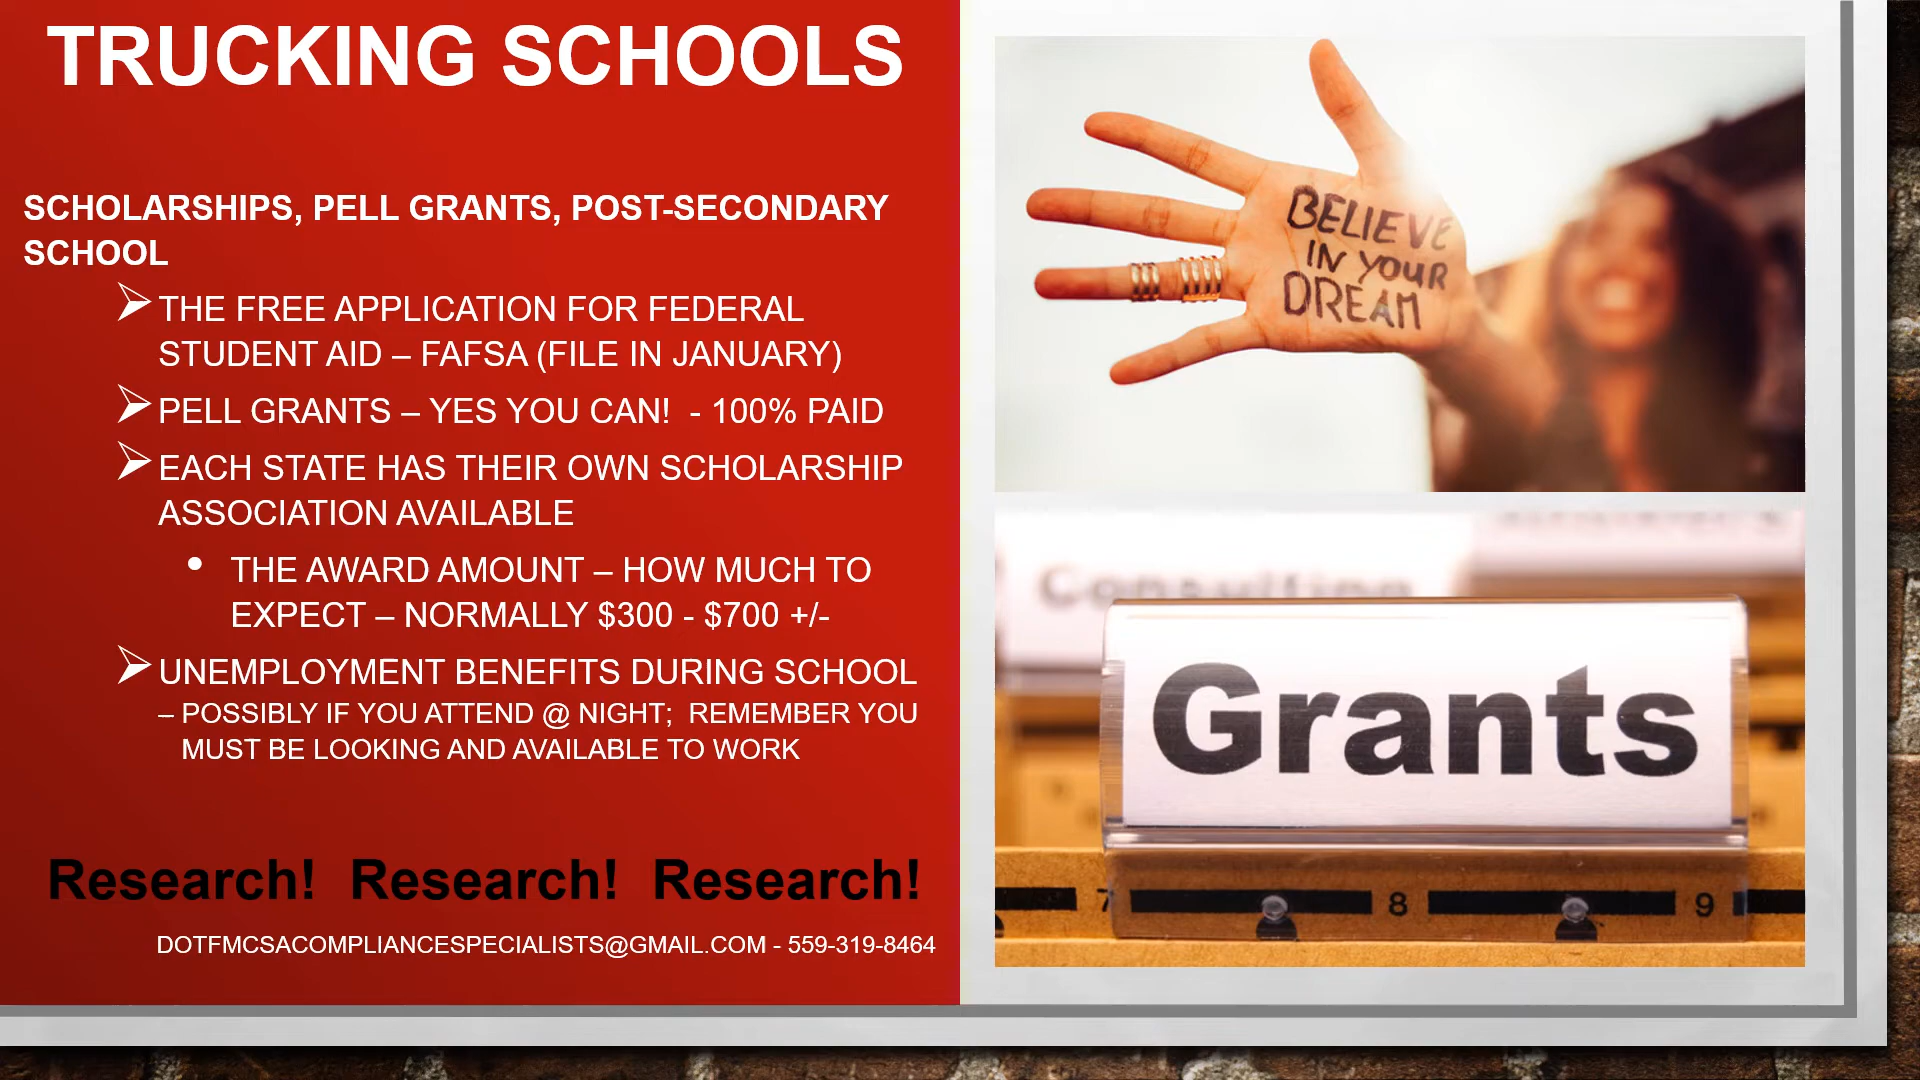 TRUCKING SCHOOLS
SCHOLARSHIPS, PELL GRANTS, POST-SECONDARY
SCHOOL
THE FREE APPLICATION FOR FEDERAL
STUDENT AID – FAFSA (FILE IN JANUARY)
PELL GRANTS – YES YOU CAN!  - 100% PAID
EACH STATE HAS THEIR OWN SCHOLARSHIP
ASSOCIATION AVAILABLE
• THE AWARD AMOUNT – HOW MUCH TO
EXPECT – NORMALLY $300 - $700 +/-
UNEMPLOYMENT BENEFITS DURING SCHOOL
– POSSIBLY IF YOU ATTEND @ NIGHT;  REMEMBER YOU
MUST BE LOOKING AND AVAILABLE TO WORK
Research!  Research!  Research!
DOTFMCSACOMPLIANCESPECIALISTS@GMAIL.COM - 559-319-8464
BELIEVE
IN YOUR
DREAM
Consulting
Grants
7 8 9